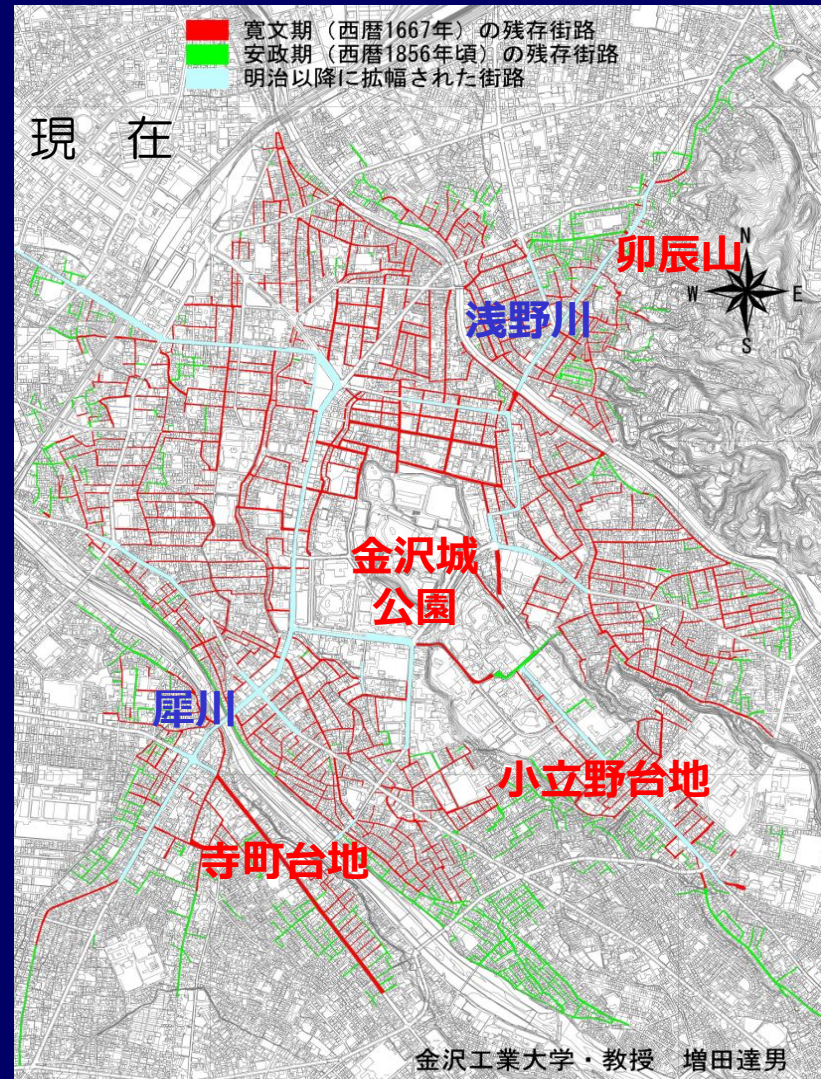 寛文期（西暦1667年）の残存街路
安政期（西暦1856年頃）の残存街路
明治以降に拡幅された街路
現 在
卯辰山
N
W E
S
浅野川
金沢城
公園
犀川
小立野台地
寺町台地
金沢工業大学・教授 増田達男